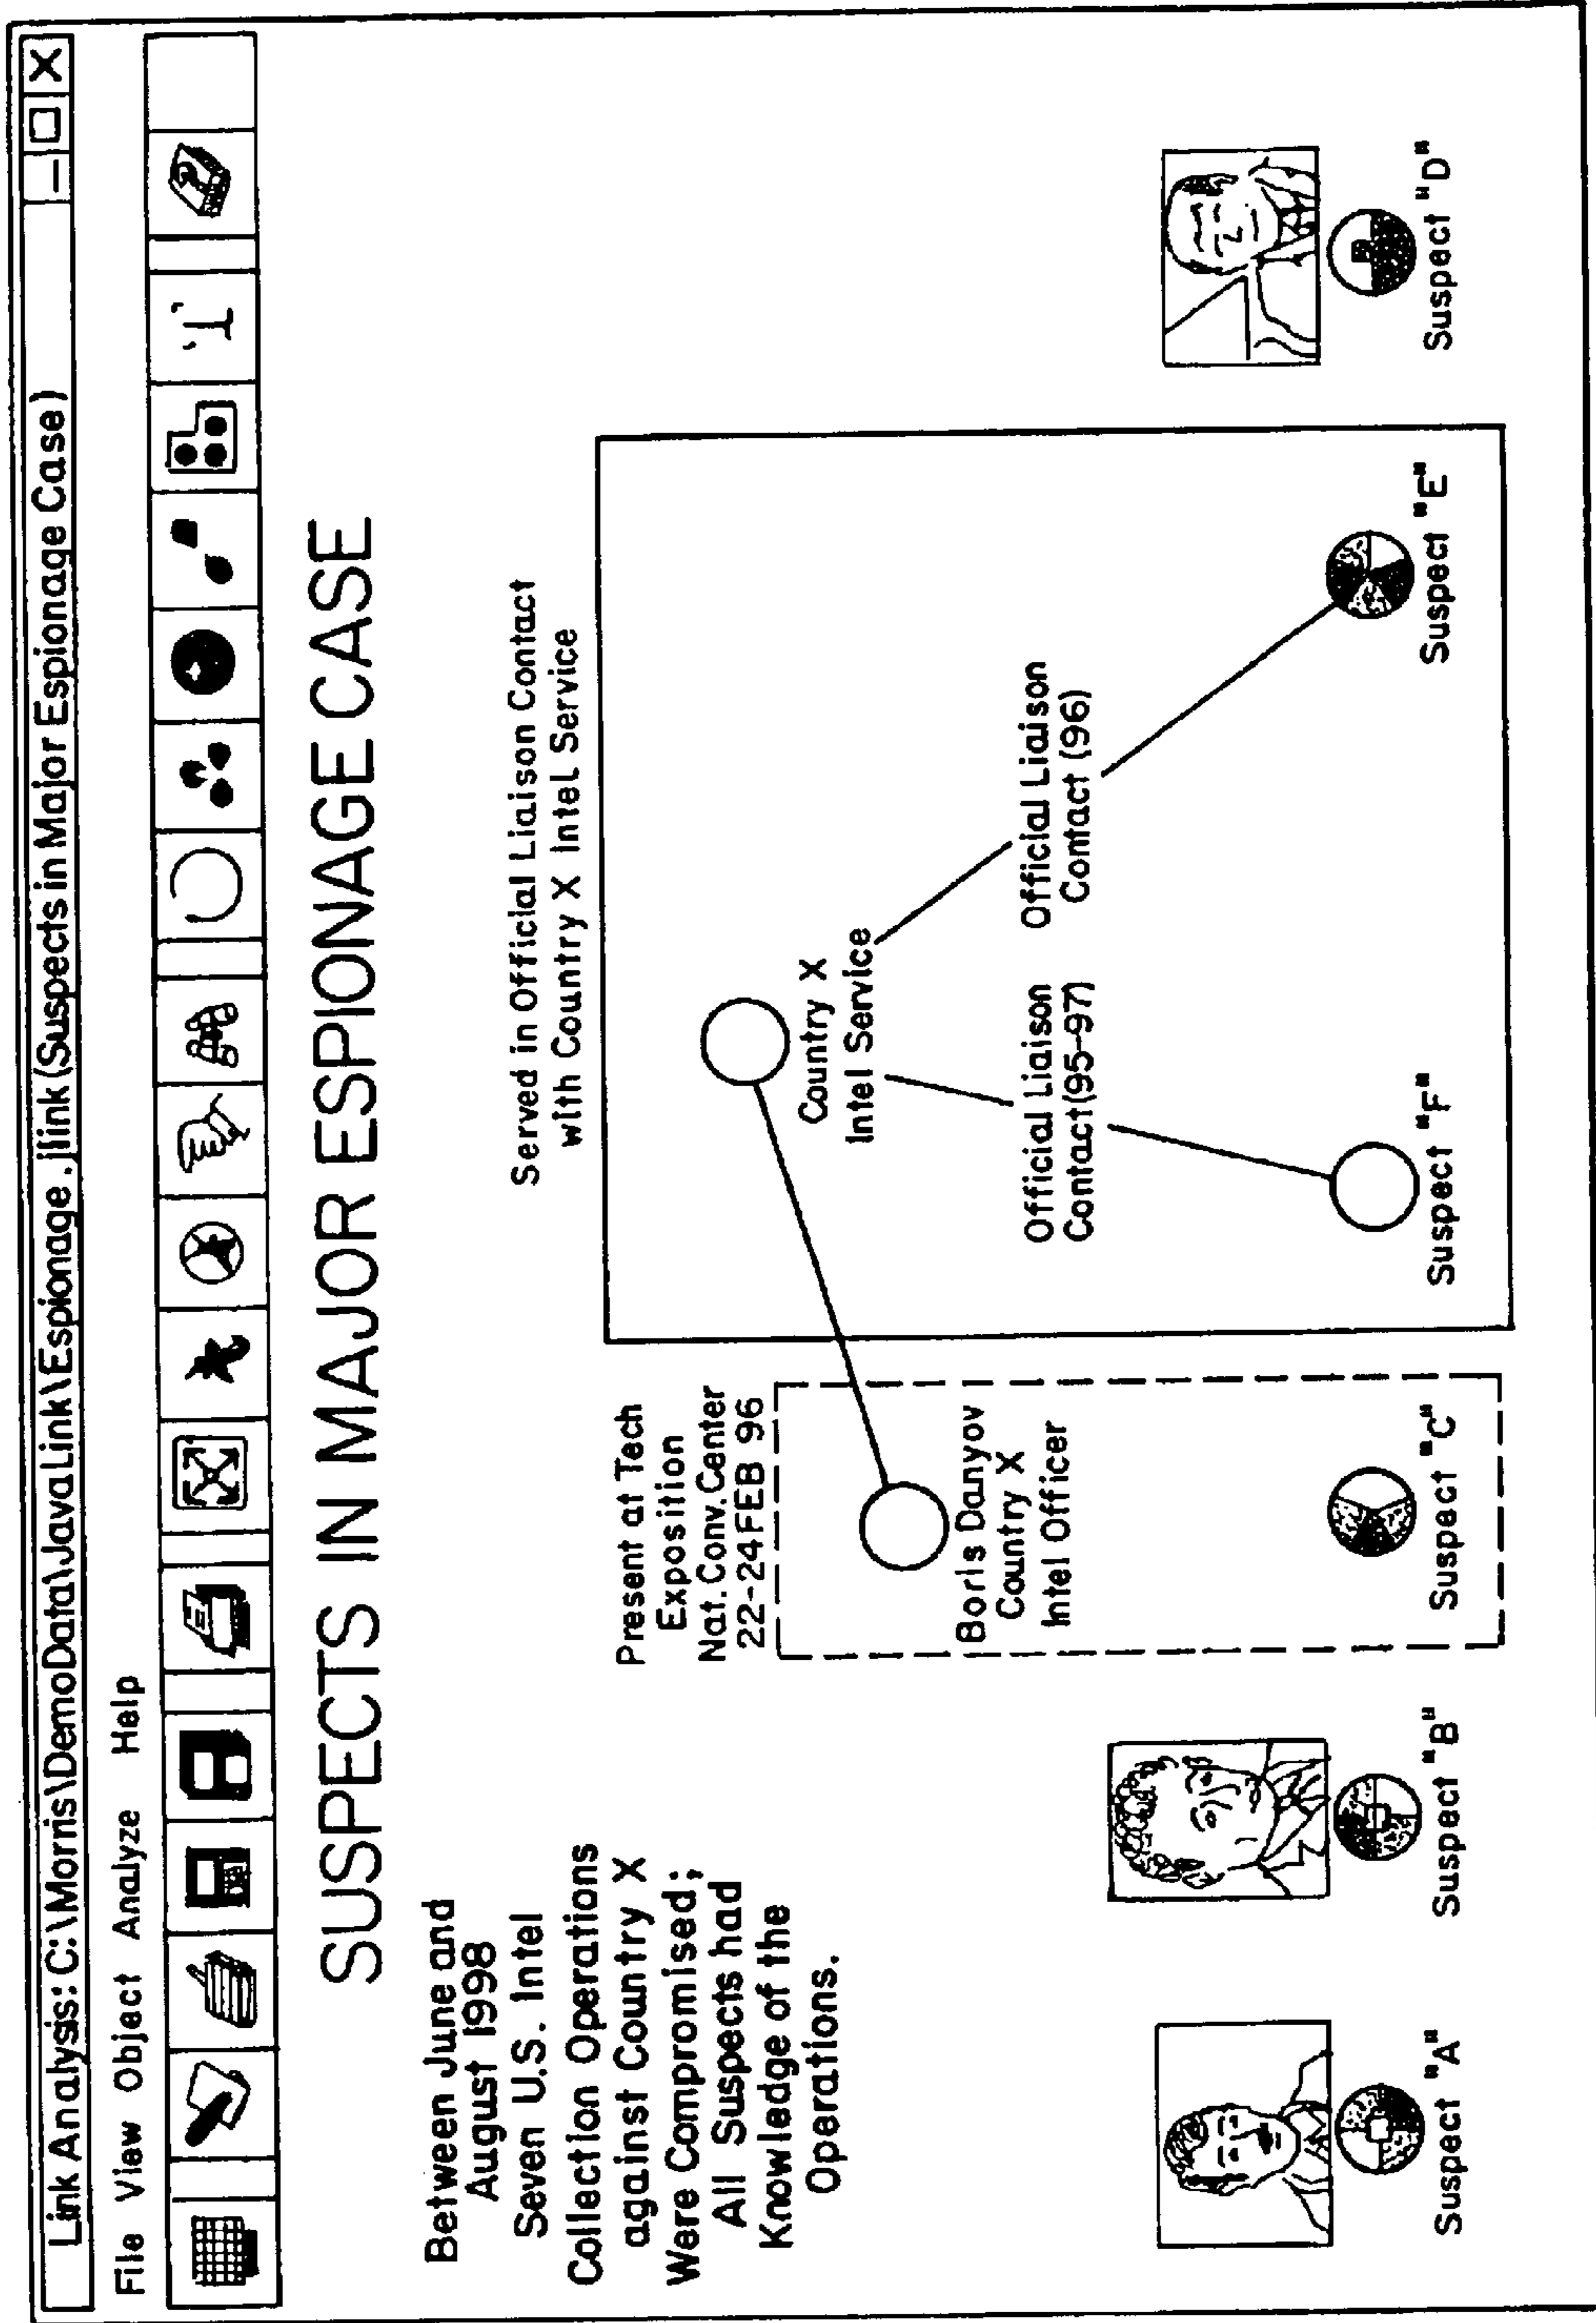 Link Analysis: C:\Morris\DemoData\JavaLink\Espionage.jlink (Suspects in Major Espionage Case)
File View Object Analyze Help
SUSPECTS IN MAJOR ESPIONAGE CASE
Between June and
August 1998
Seven U.S. Intel
Collection Operations
against Country X
Were Compromised;
All Suspects had
Knowledge of the
Operations.
Served in Official Liaison Contact
with Country X Intel Service
Present at Tech
Exposition
Nat. Conv. Center
22-24 FEB 96
Boris Danyov
Country X
Intel Officer
Country X
Intel Service
Official Liaison
Contact (95-97)
Official Liaison
Contact (96)
Suspect "A"
Suspect "B"
Suspect "C"
Suspect "F"
Suspect "E"
Suspect "D"